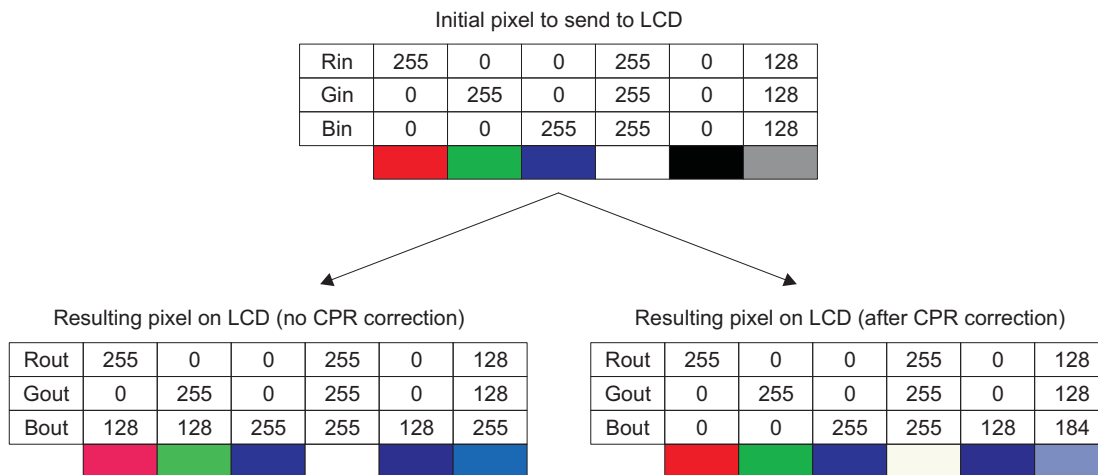 Initial pixel to send to LCD
Rin 255 0 0 255 0 128
Gin 0 255 0 255 0 128
Bin 0 0 255 255 0 128
Resulting pixel on LCD (no CPR correction)
Rout 255 0 0 255 0 128
Gout 0 255 0 255 0 128
Bout 128 128 255 255 128 255
Resulting pixel on LCD (after CPR correction)
Rout 255 0 0 255 0 128
Gout 0 255 0 255 0 128
Bout 0 0 255 255 128 184